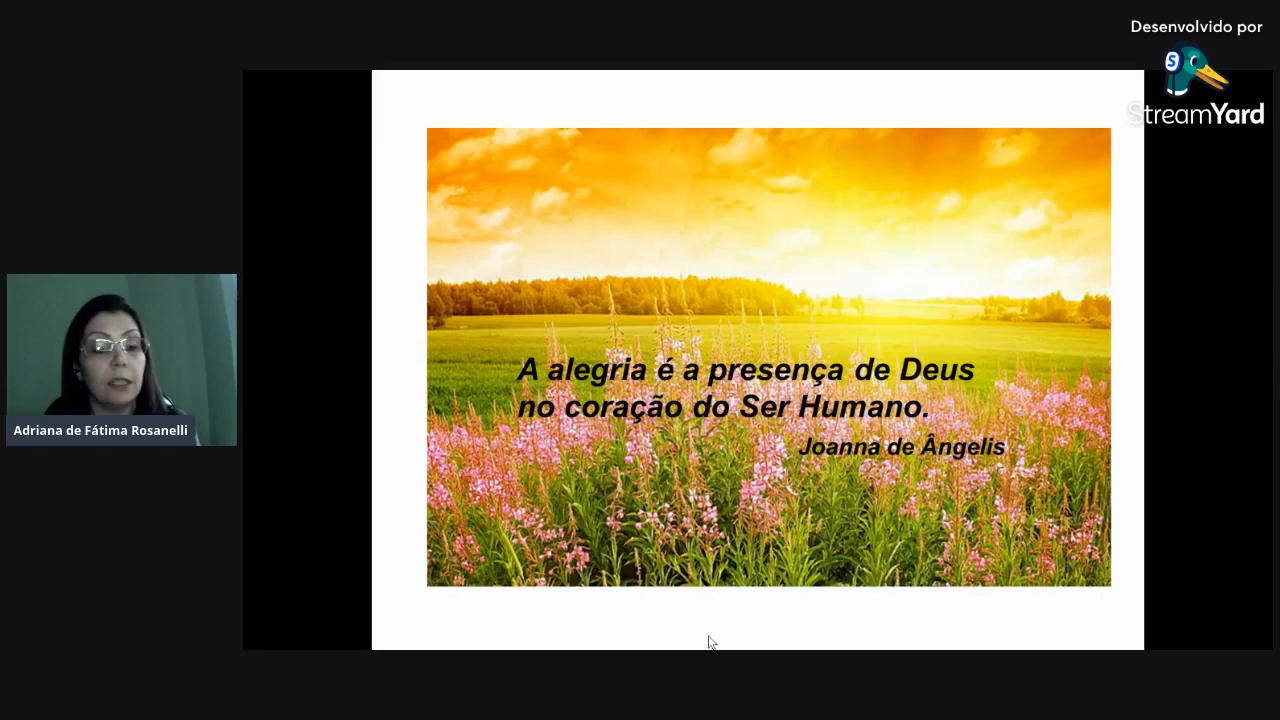 Desenvolvido por
S
StreamYard
A alegria é a presença de Deus
no coração do Ser Humano.
Joanna de Ângelis
Adriana de Fátima Rosanelli